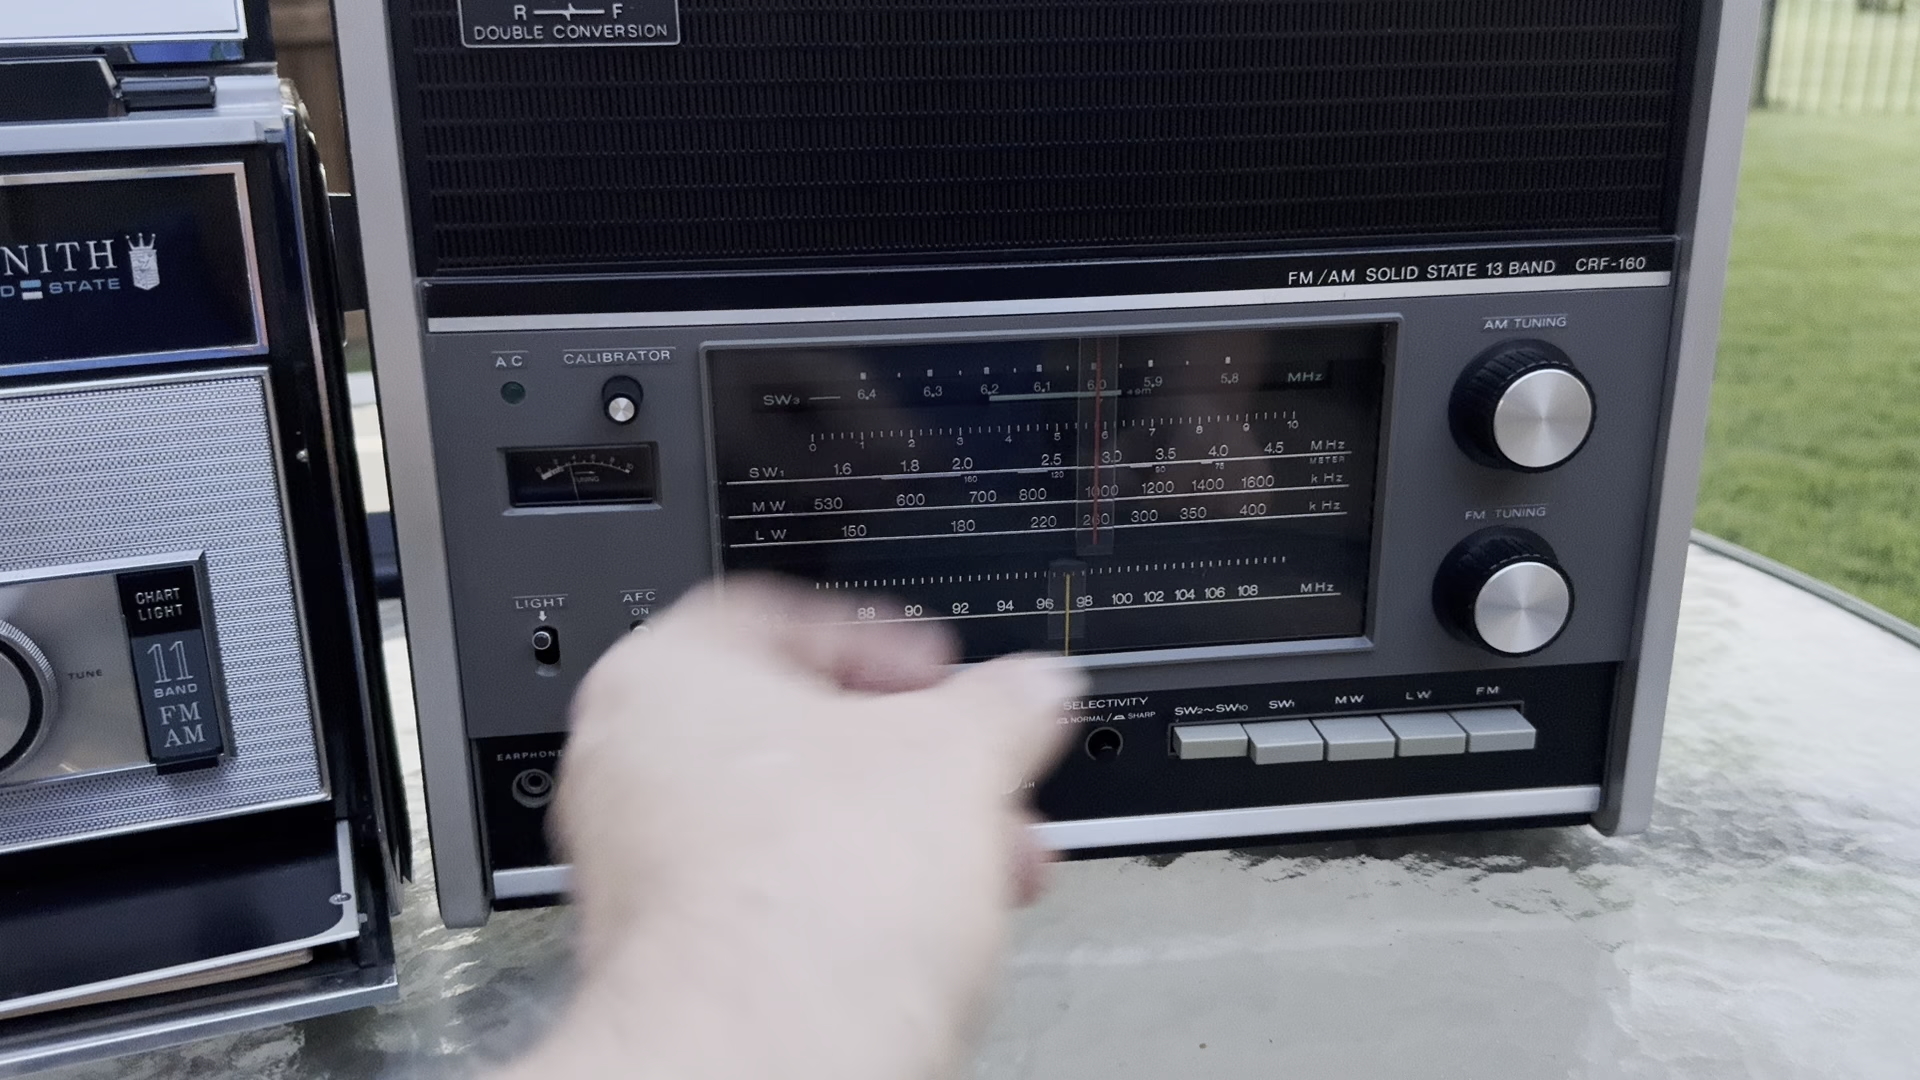 R F
DOUBLE CONVERSION
FM/AM SOLID STATE 13 BAND CRF-160
NITH
D STATE
AC
CALIBRATOR
AM TUNING
SW3 6.4 6.3 6.2 6.1 6.0 5.9 5.8 MHz
0 1 2 3 4 5 6 7 8 9 10
SW1 1.6 1.8 2.0 2.5 3.0 3.5 4.0 4.5 MHz
160 120 90 75 METER
MW 530 600 700 800 1000 1200 1400 1600 kHz
LW 150 180 220 260 300 350 400 kHz
FM TUNING
LIGHT
AFC
ON
88 90 92 94 96 98 100 102 104 106 108 MHz
CHART
LIGHT
11
BAND
FM
AM
TUNE
EARPHONE
SELECTIVITY
NORMAL/ SHARP
SW2~SW10 SW1 MW LW FM